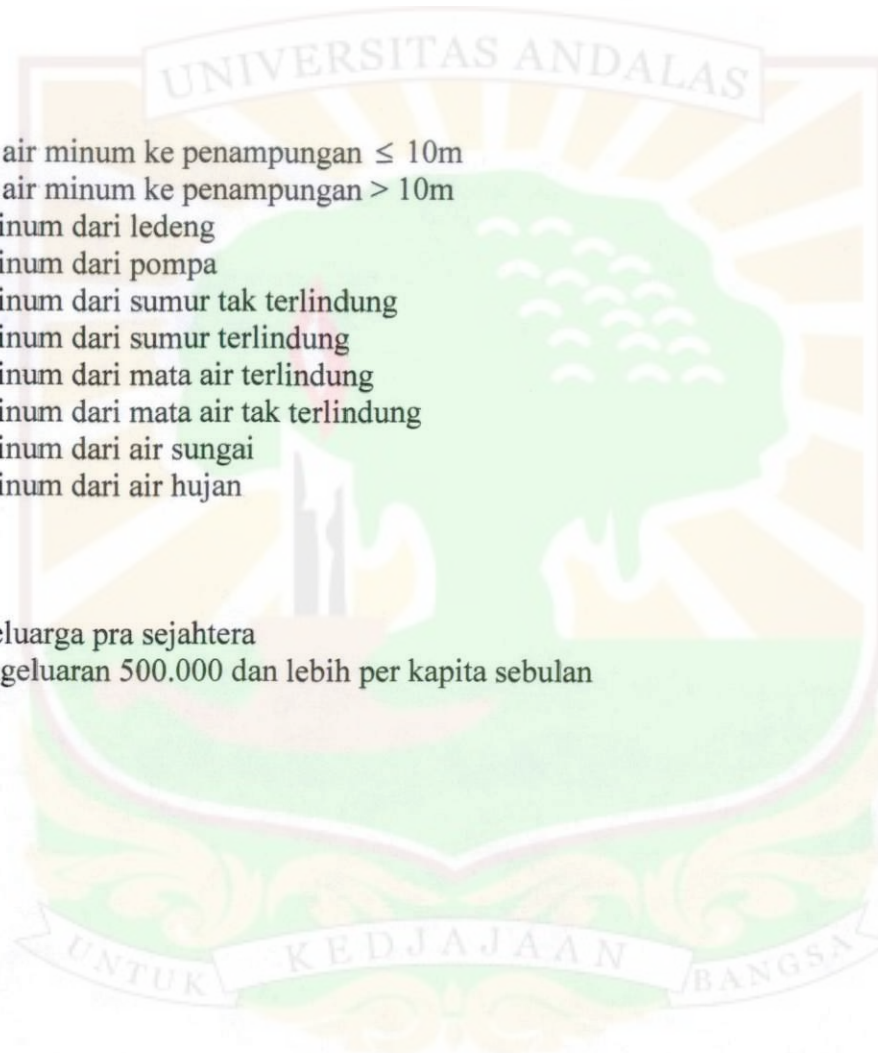 UNIVERSITAS ANDALAS
air minum ke penampungan ≤ 10m
air minum ke penampungan > 10m
inum dari ledeng
inum dari pompa
inum dari sumur tak terlindung
inum dari sumur terlindung
inum dari mata air terlindung
inum dari mata air tak terlindung
inum dari air sungai
inum dari air hujan
eluarga pra sejahtera
geluaran 500.000 dan lebih per kapita sebulan
UNTUK KEDJAJAAN BANGSA